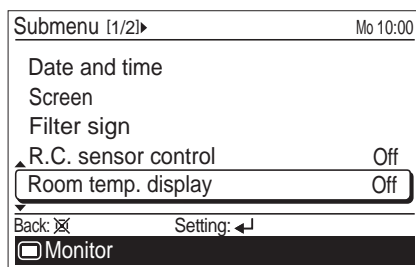 Submenu [1/2] Mo 10:00
Date and time
Screen
Filter sign
R.C. sensor control Off
Room temp. display Off
Back: Setting:
Monitor